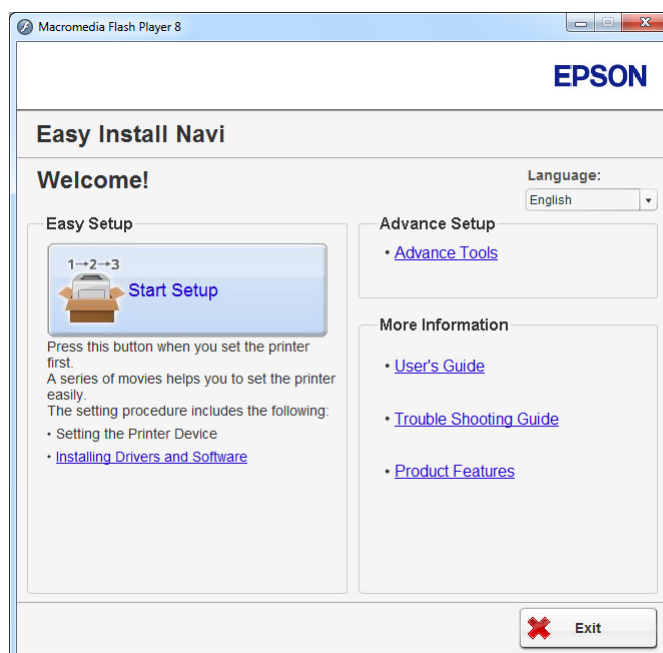 Macromedia Flash Player 8
EPSON
Easy Install Navi
Welcome!
Language:
English
Easy Setup
1→2→3
Start Setup
Press this button when you set the printer
first.
A series of movies helps you to set the printer
easily.
The setting procedure includes the following:
• Setting the Printer Device
• Installing Drivers and Software
Advance Setup
• Advance Tools
More Information
• User's Guide
• Trouble Shooting Guide
• Product Features
Exit